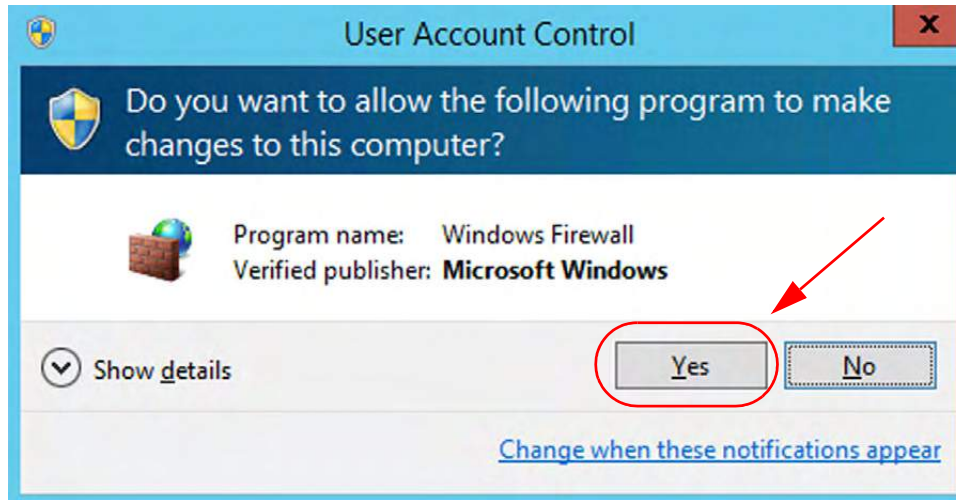 User Account Control
x
Do you want to allow the following program to make
changes to this computer?
Program name: Windows Firewall
Verified publisher: Microsoft Windows
Show details Yes No
Change when these notifications appear